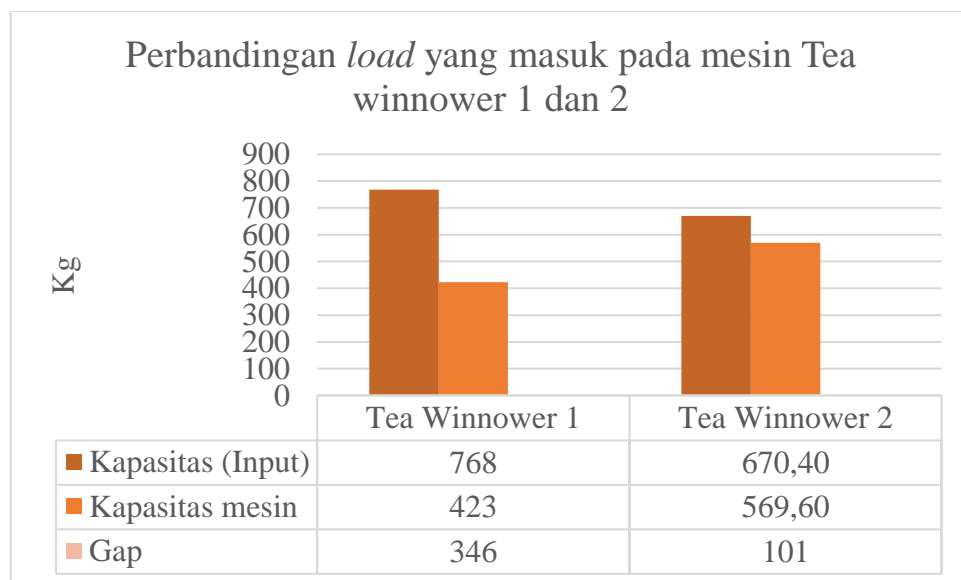 Perbandingan load yang masuk pada mesin Tea
winnower 1 dan 2
Kg
900
800
700
600
500
400
300
200
100
0
Tea Winnower 1 Tea Winnower 2
Kapasitas (Input) 768 670,40
Kapasitas mesin 423 569,60
Gap 346 101